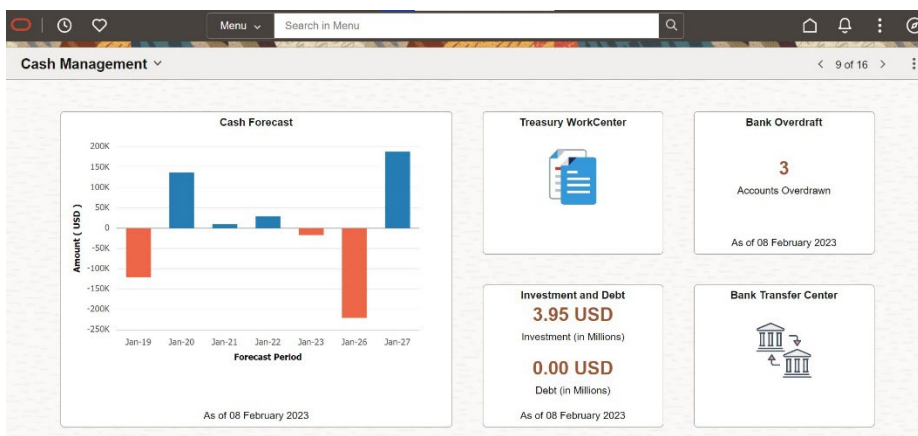 Menu
Search in Menu
Cash Management
9 of 16
Cash Forecast
200K
150K
100K
50K
0
-50K
-100K
-150K
-200K
-250K
Amount ( USD )
Jan-19 Jan-20 Jan-21 Jan-22 Jan-23 Jan-26 Jan-27
Forecast Period
As of 08 February 2023
Treasury WorkCenter
Bank Overdraft
3
Accounts Overdrawn
As of 08 February 2023
Investment and Debt
3.95 USD
Investment (in Millions)
0.00 USD
Debt (in Millions)
As of 08 February 2023
Bank Transfer Center